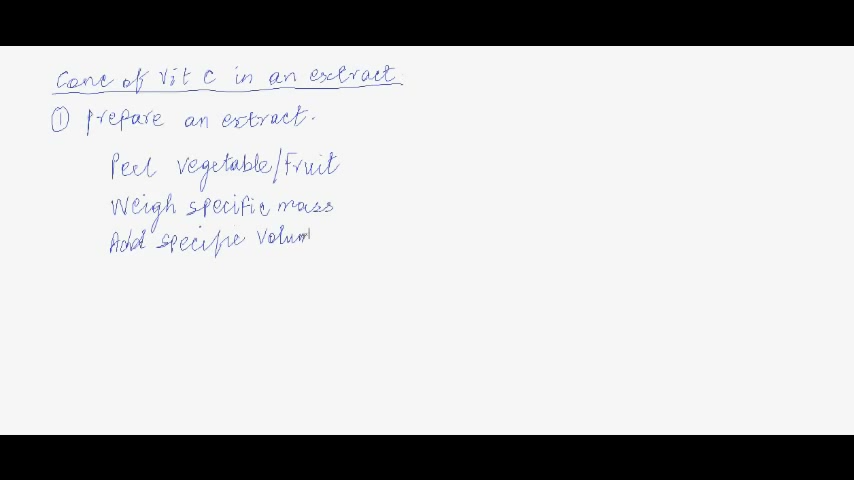 Conc of Vit C in an extract
① Prepare an extract.
Peel vegetable/Fruit
Weigh specific mass
Add specific Volum